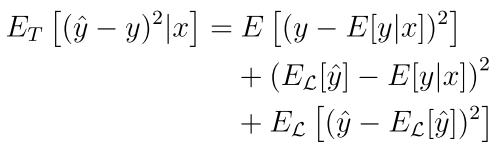 E_T [(ŷ − y)²|x] = E [(y − E[y|x])²]
+ (E_ℒ[ŷ] − E[y|x])²
+ E_ℒ [(ŷ − E_ℒ[ŷ])²]